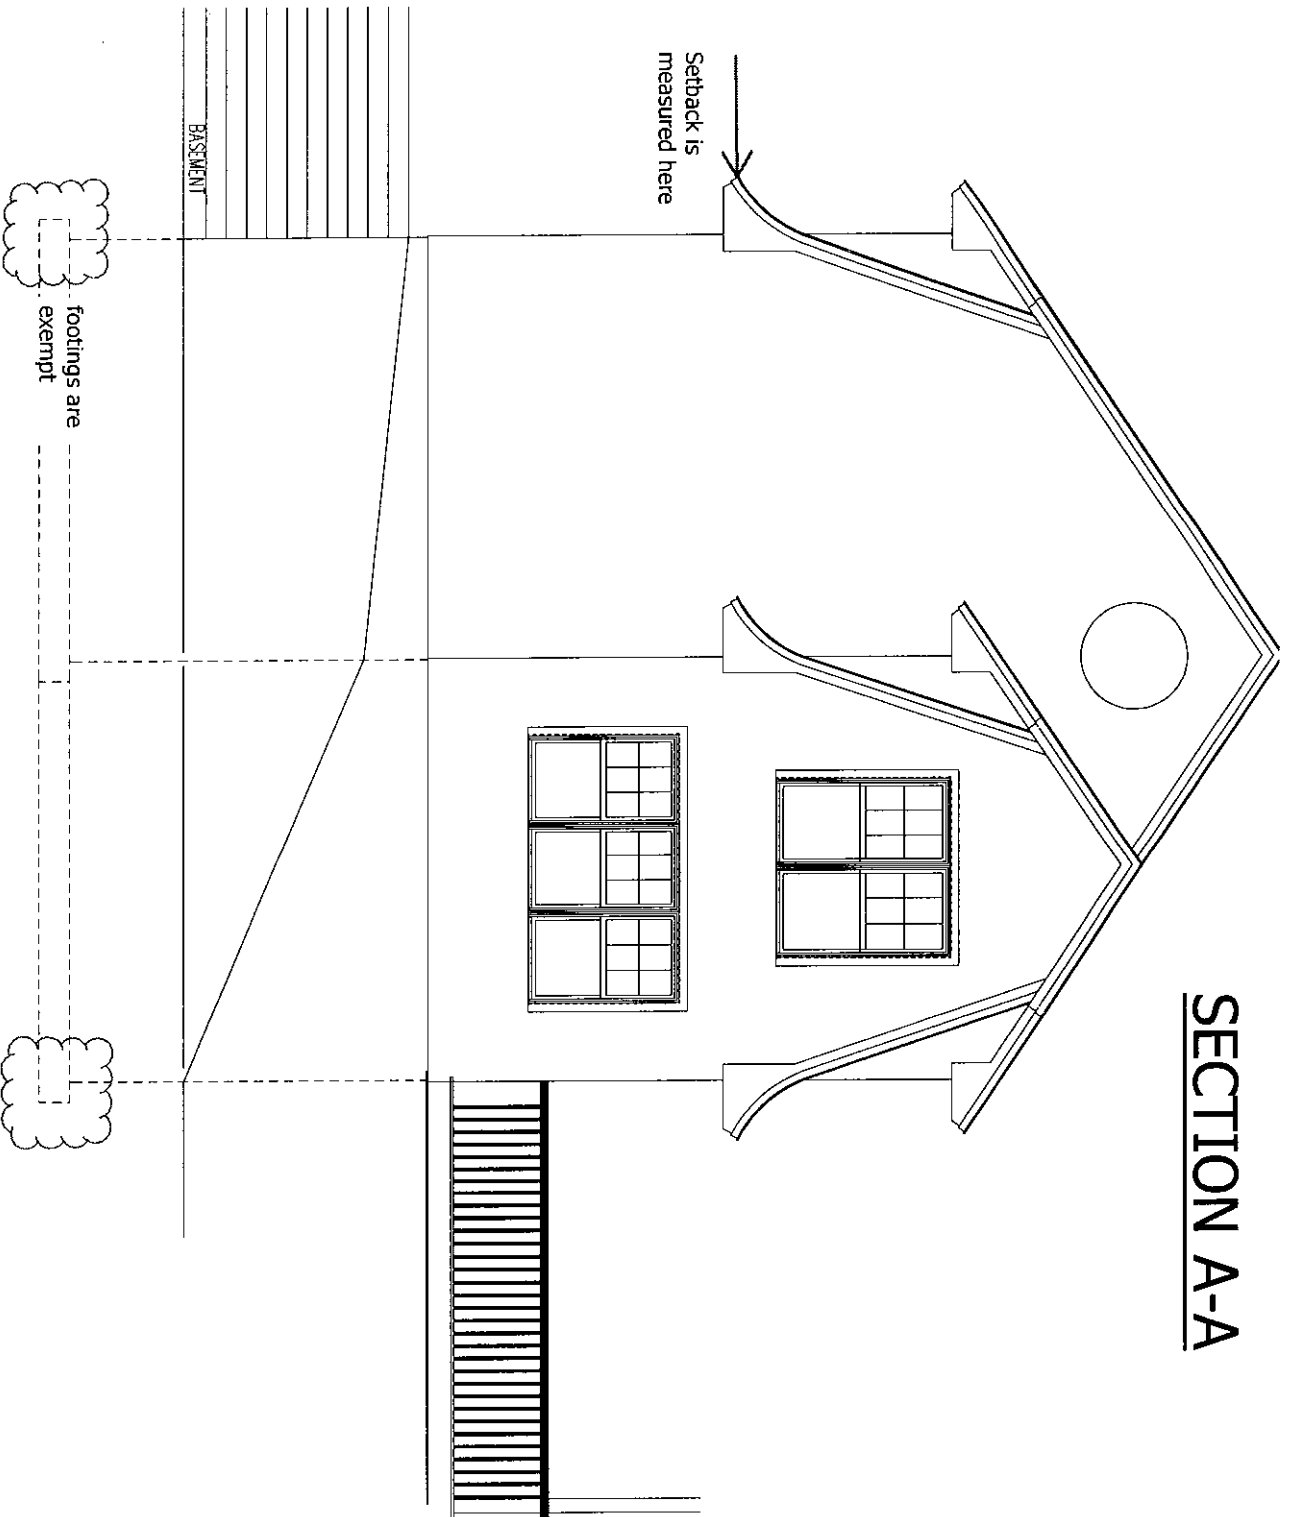 SECTION A-A
Setback is
measured here
BASEMENT
footings are
exempt